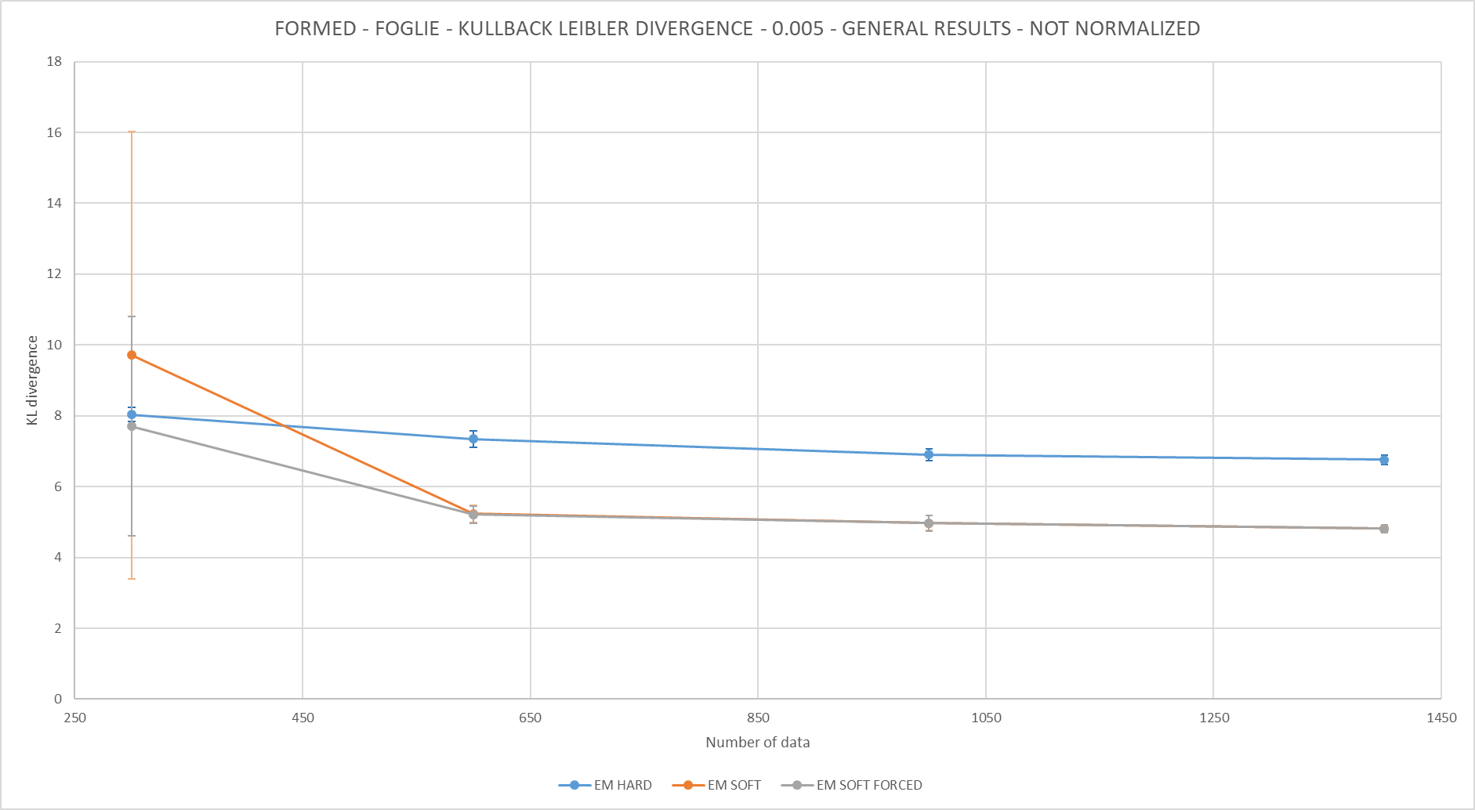 FORMED - FOGLIE - KULLBACK LEIBLER DIVERGENCE - 0.005 - GENERAL RESULTS - NOT NORMALIZED
18
16
14
12
10
8
6
4
2
0
KL divergence
250 450 650 850 1050 1250 1450
Number of data
EM HARD EM SOFT EM SOFT FORCED